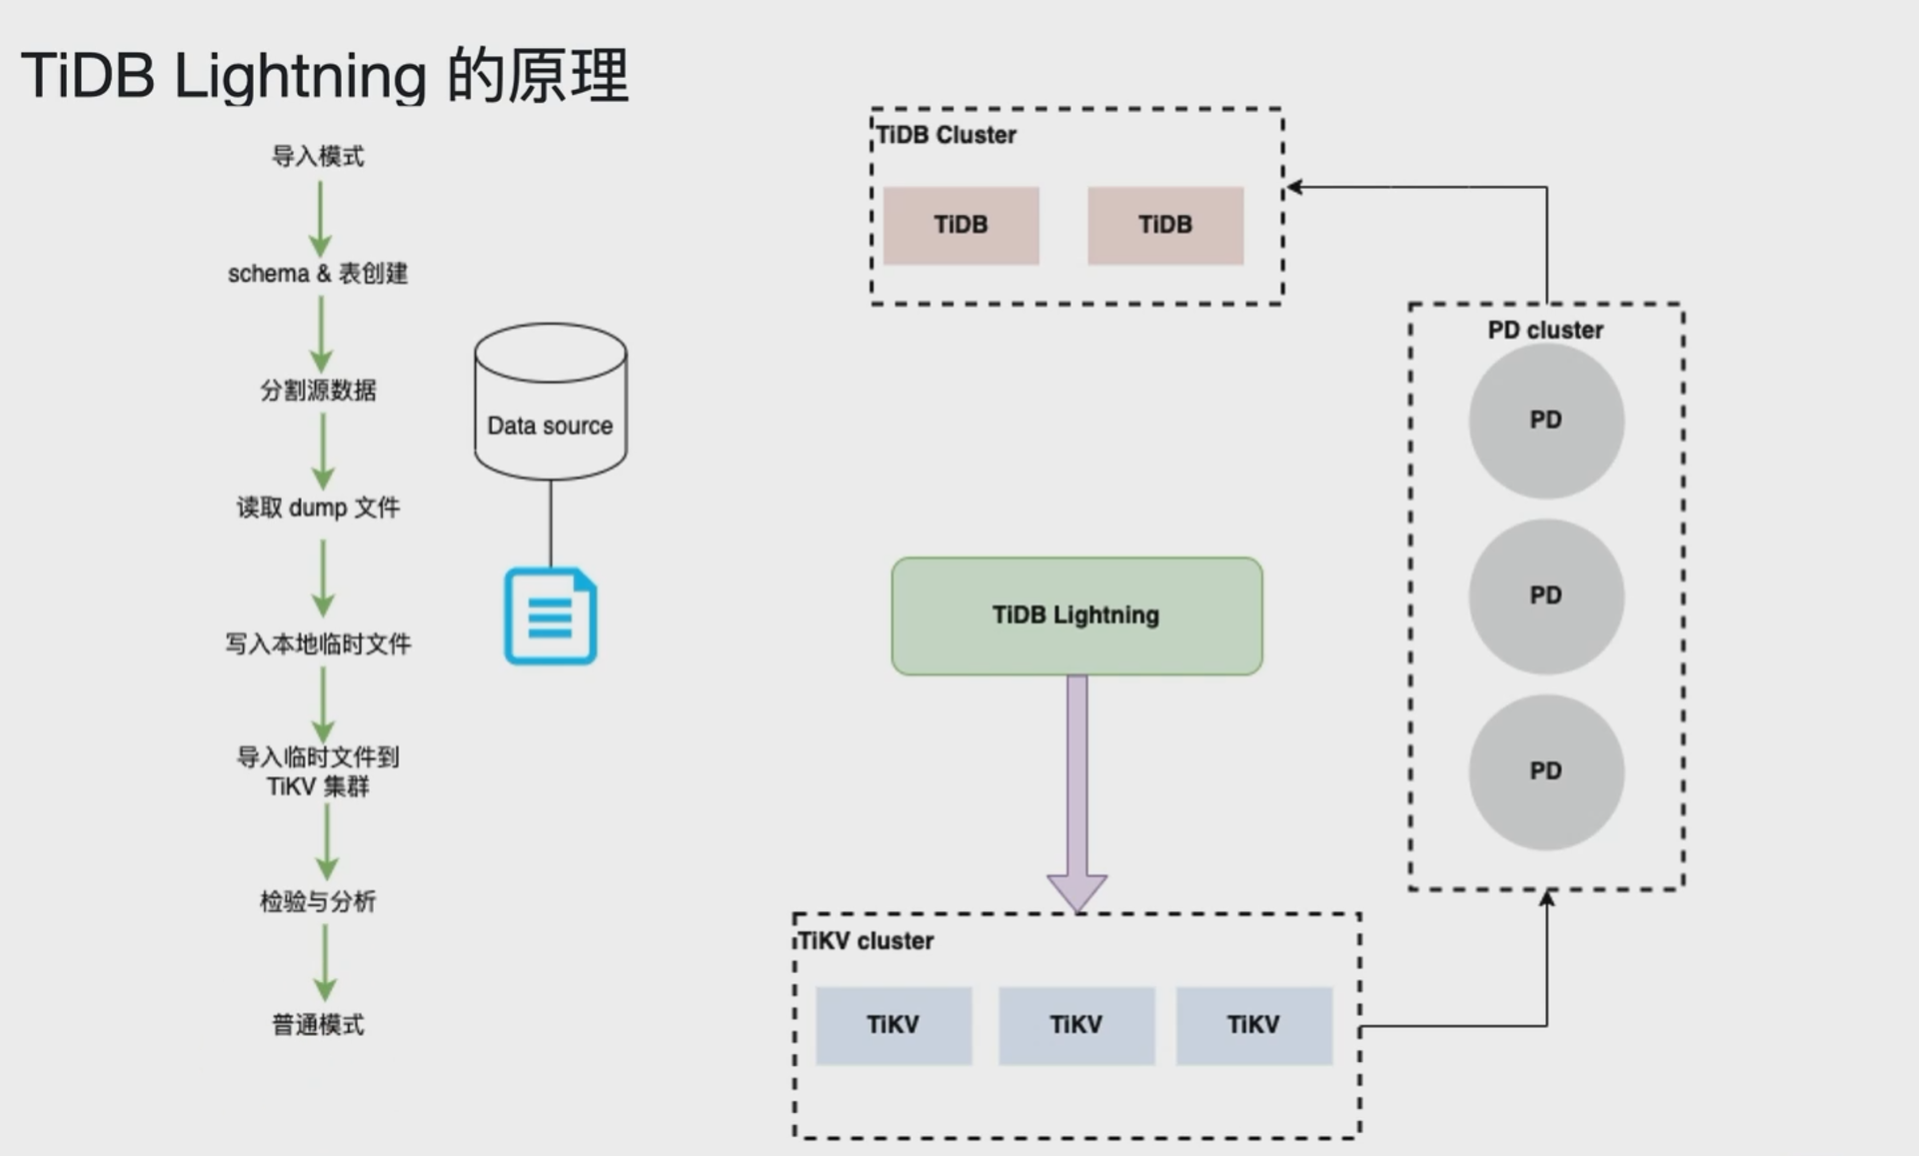 TiDB Lightning 的原理
导入模式
schema & 表创建
分割源数据
读取 dump 文件
写入本地临时文件
导入临时文件到
TiKV 集群
检验与分析
普通模式
Data source
TiDB Cluster
TiDB
TiDB
TiDB Lightning
TiKV cluster
TiKV
TiKV
TiKV
PD cluster
PD
PD
PD